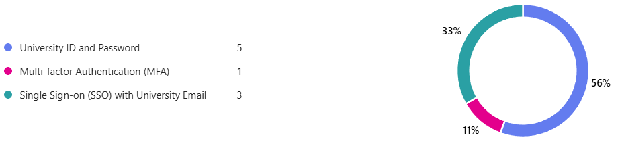 33%
University ID and Password 5
Multi-factor Authentication (MFA) 1
Single Sign-on (SSO) with University Email 3
56%
11%